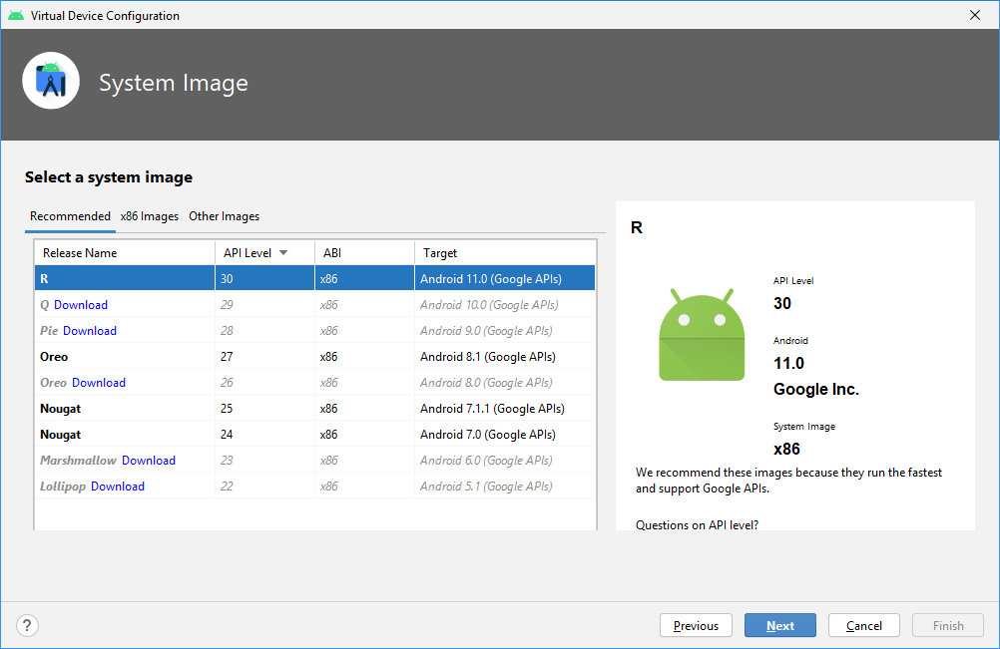 Virtual Device Configuration
System Image
Select a system image
Recommended x86 Images Other Images
Release Name API Level ABI Target
R 30 x86 Android 11.0 (Google APIs)
Q Download 29 x86 Android 10.0 (Google APIs)
Pie Download 28 x86 Android 9.0 (Google APIs)
Oreo 27 x86 Android 8.1 (Google APIs)
Oreo Download 26 x86 Android 8.0 (Google APIs)
Nougat 25 x86 Android 7.1.1 (Google APIs)
Nougat 24 x86 Android 7.0 (Google APIs)
Marshmallow Download 23 x86 Android 6.0 (Google APIs)
Lollipop Download 22 x86 Android 5.1 (Google APIs)
R
API Level
30
Android
11.0
Google Inc.
System Image
x86
We recommend these images because they run the fastest
and support Google APIs.
Questions on API level?
? Previous Next Cancel Finish